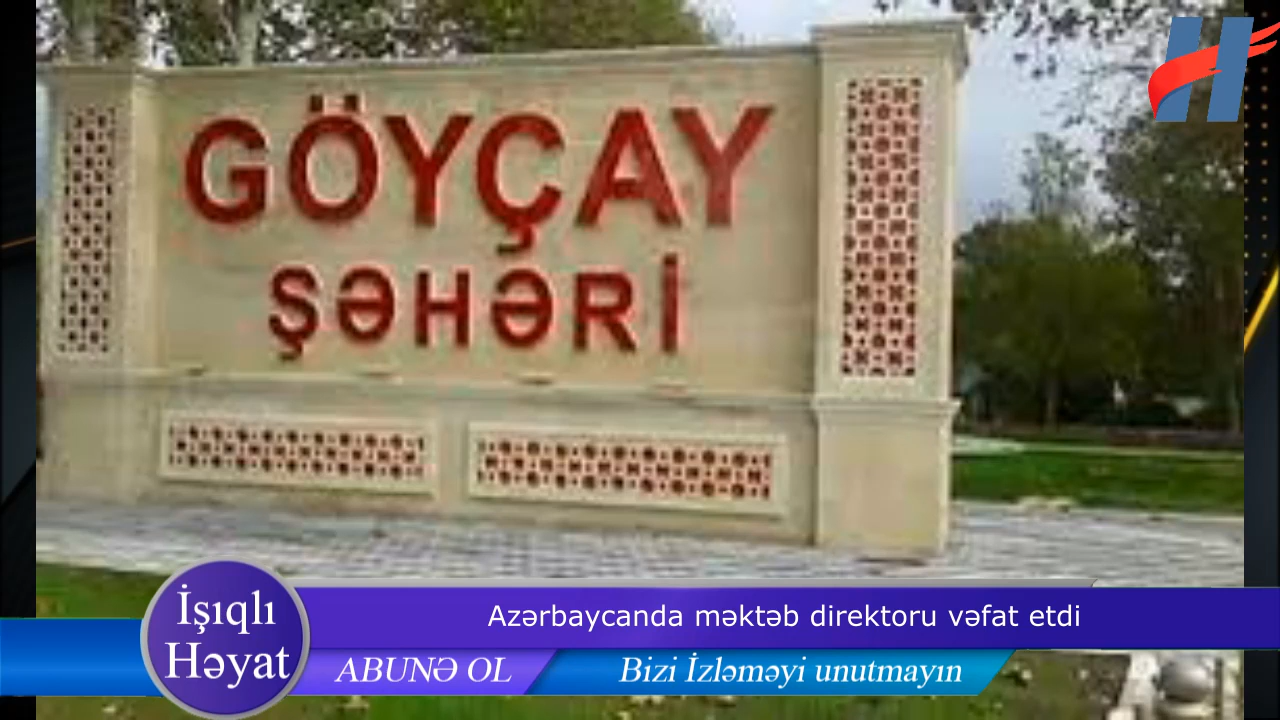 GÖYÇAY
ŞƏHƏRİ
İşıqlı
Həyat
Azərbaycanda məktəb direktoru vəfat etdi
ABUNƏ OL
Bizi İzləməyi unutmayın